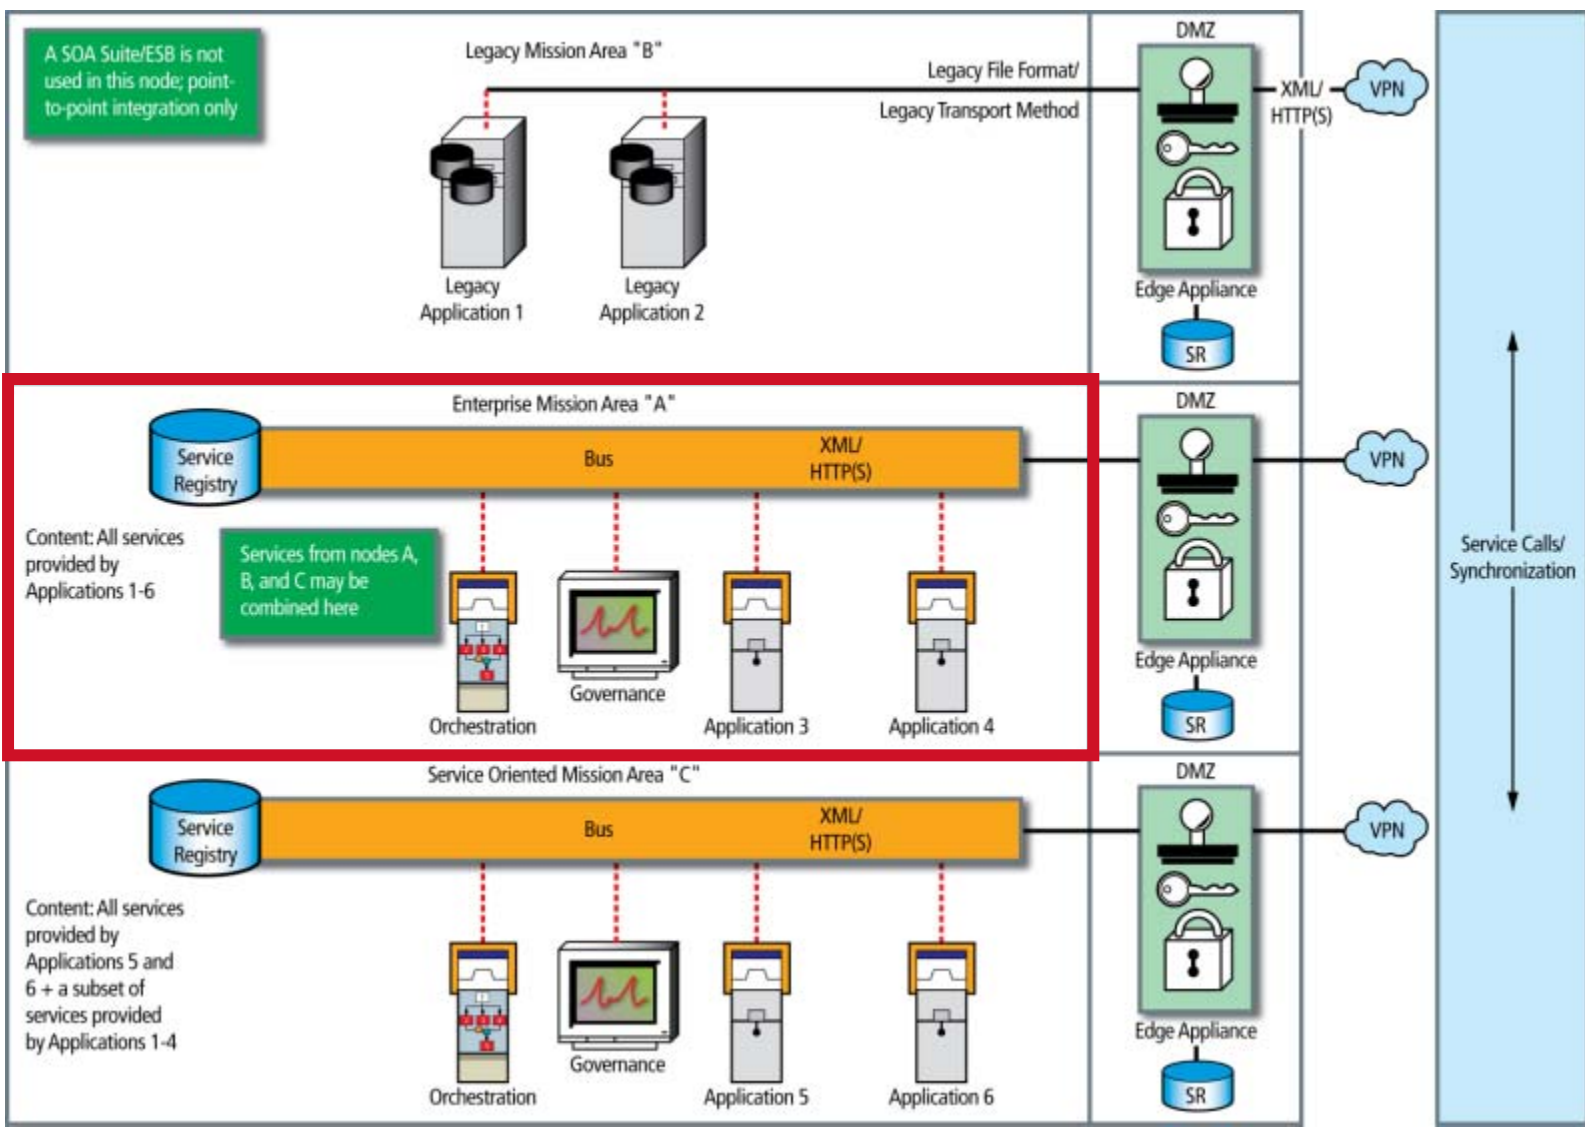 A SOA Suite/ESB is not
used in this node; point-
to-point integration only
Legacy Mission Area "B"
Legacy File Format/
Legacy Transport Method
DMZ
XML/
HTTP(S)
VPN
Legacy
Application 1
Legacy
Application 2
Edge Appliance
SR
Enterprise Mission Area "A"
Service
Registry
Bus
XML/
HTTP(S)
DMZ
VPN
Content: All services
provided by
Applications 1-6
Services from nodes A,
B, and C may be
combined here
Orchestration
Governance
Application 3
Application 4
Edge Appliance
SR
Service Calls/
Synchronization
Service Oriented Mission Area "C"
Service
Registry
Bus
XML/
HTTP(S)
DMZ
VPN
Content: All services
provided by
Applications 5 and
6 + a subset of
services provided
by Applications 1-4
Orchestration
Governance
Application 5
Application 6
Edge Appliance
SR